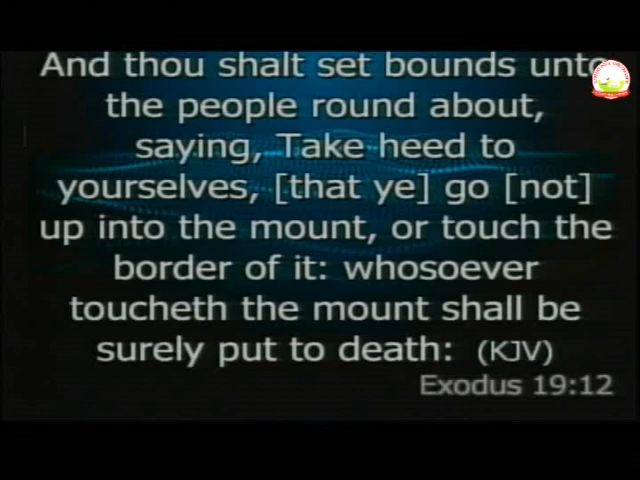 And thou shalt set bounds unto
the people round about,
saying, Take heed to
yourselves, [that ye] go [not]
up into the mount, or touch the
border of it: whosoever
toucheth the mount shall be
surely put to death: (KJV)
Exodus 19:12